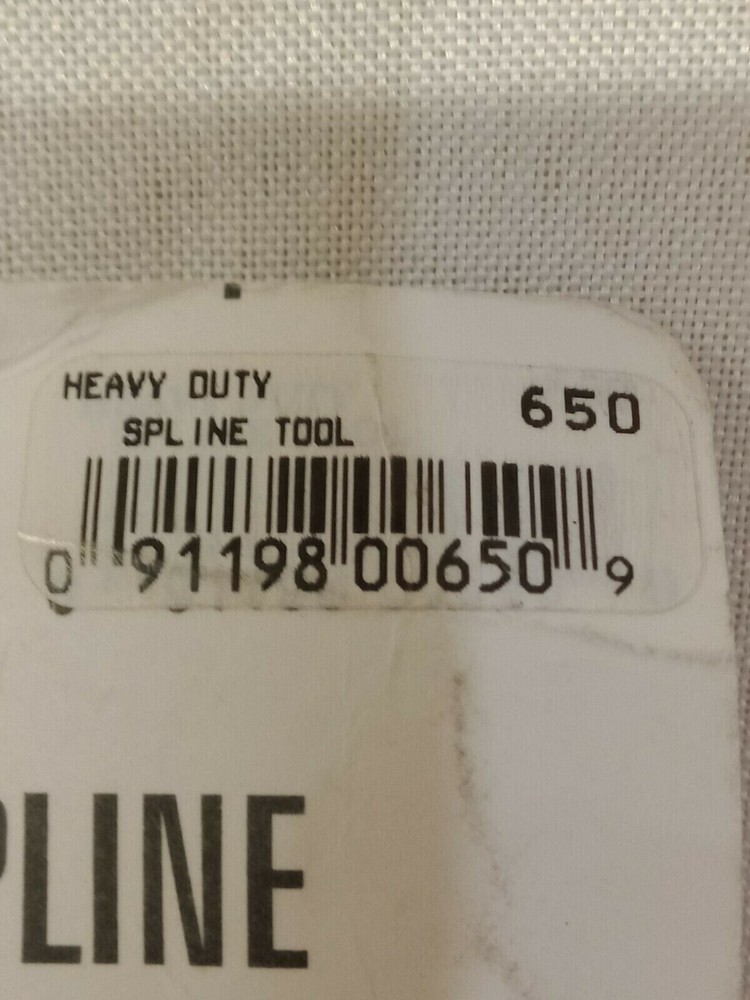 HEAVY DUTY
SPLINE TOOL
650
0 91198 00650 9
PLINE